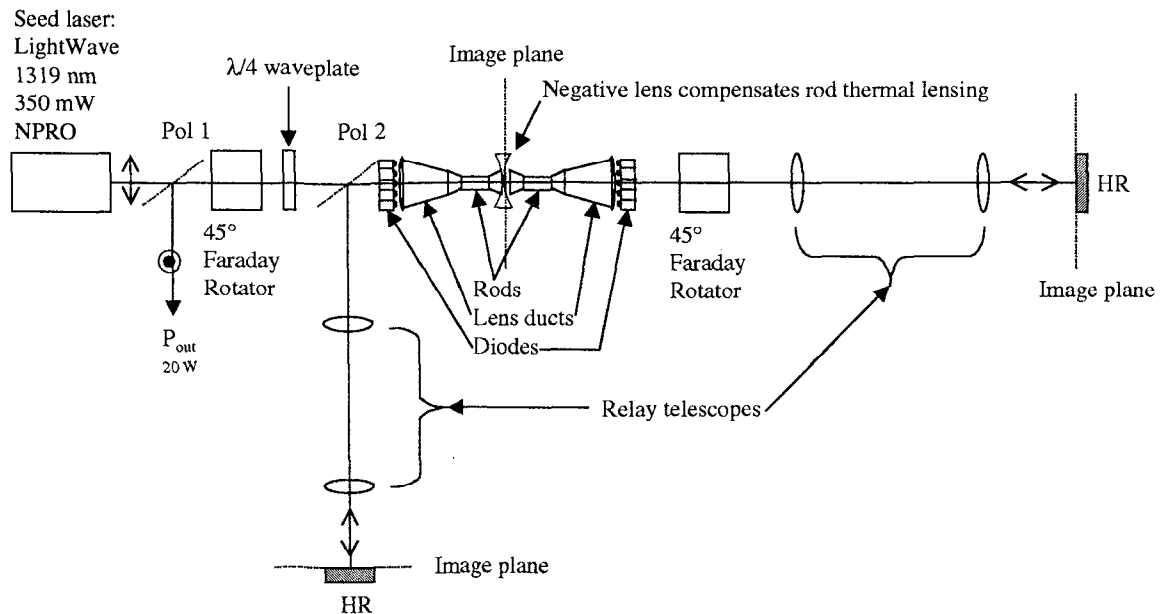 Seed laser:
LightWave
1319 nm
350 mW
NPRO
λ/4 waveplate
Pol 1
Pol 2
Image plane
Negative lens compensates rod thermal lensing
45°
Faraday
Rotator
P out
20 W
Rods
Lens ducts
Diodes
45°
Faraday
Rotator
HR
Image plane
Relay telescopes
Image plane
HR